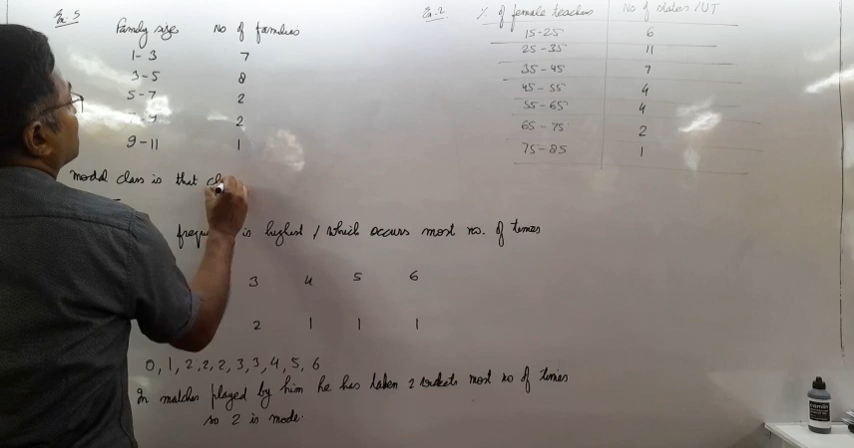 Ex. 5
Family size No of families
1-3 7
3-5 8
5-7 2
2
9-11 1
modal class is that
is highest / which occurs most no. of times
3 4 5 6
2 1 1 1
0, 1, 2, 2, 2, 3, 3, 4, 5, 6
In matches played by him he has taken 2 wickets most no of times
so 2 is mode.
Ex. 2
% of female teachers No of states / UT
15-25 6
25-35 11
35-45 7
45-55 4
55-65 4
65-75 2
75-85 1
camlin